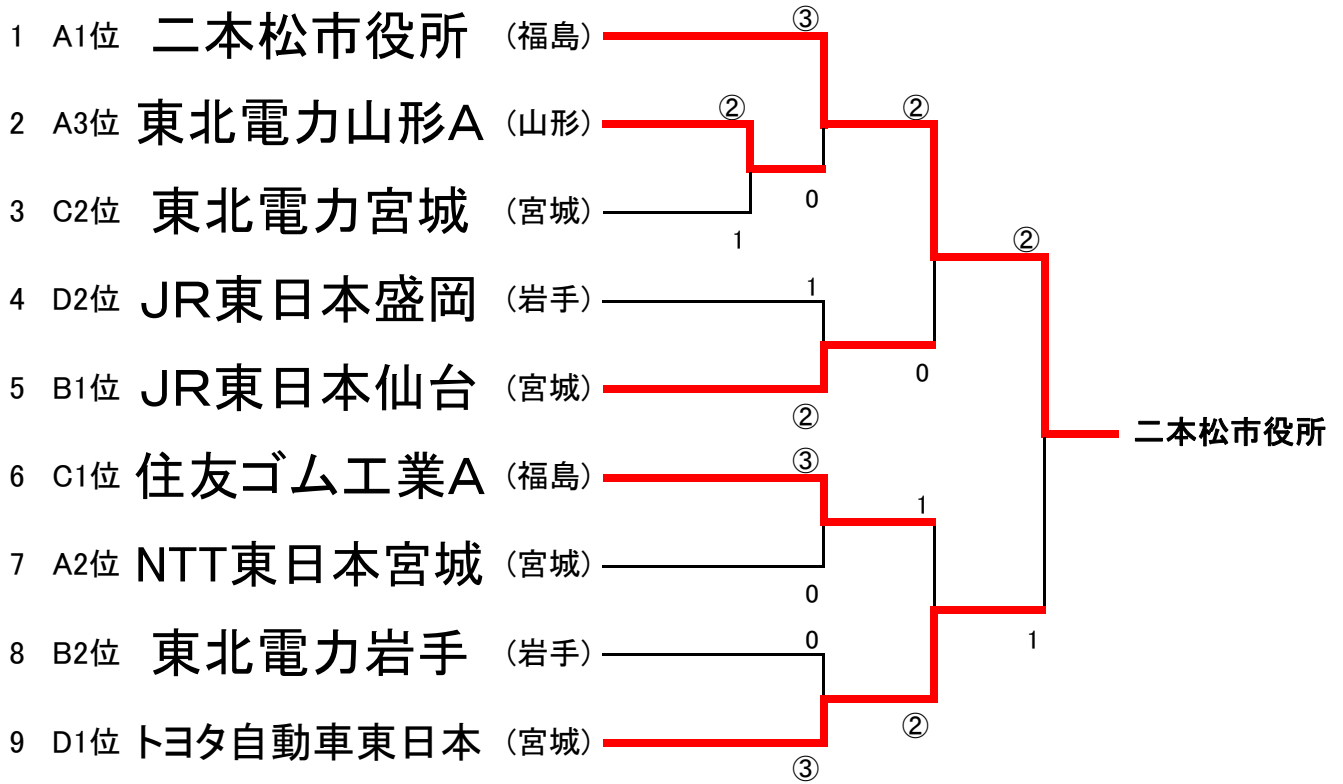 ③
1 A1位 二本松市役所 (福島)
② ②
2 A3位 東北電力山形A (山形)
0
3 C2位 東北電力宮城 (宮城)
1 ②
1
4 D2位 JR東日本盛岡 (岩手)
0
5 B1位 JR東日本仙台 (宮城)
②
二本松市役所
③
6 C1位 住友ゴム工業A (福島)
1
7 A2位 NTT東日本宮城 (宮城)
0
0 1
8 B2位 東北電力岩手 (岩手)
②
9 D1位 トヨタ自動車東日本 (宮城)
③